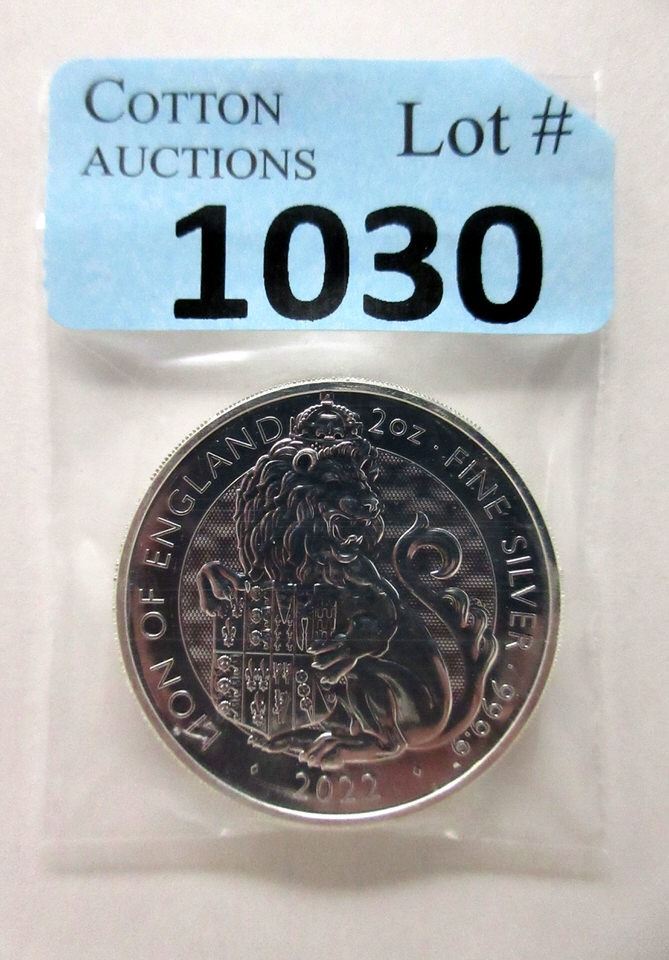 COTTON
AUCTIONS
Lot #
1030
LION OF ENGLAND 2oz · FINE SILVER · 999.9
2022